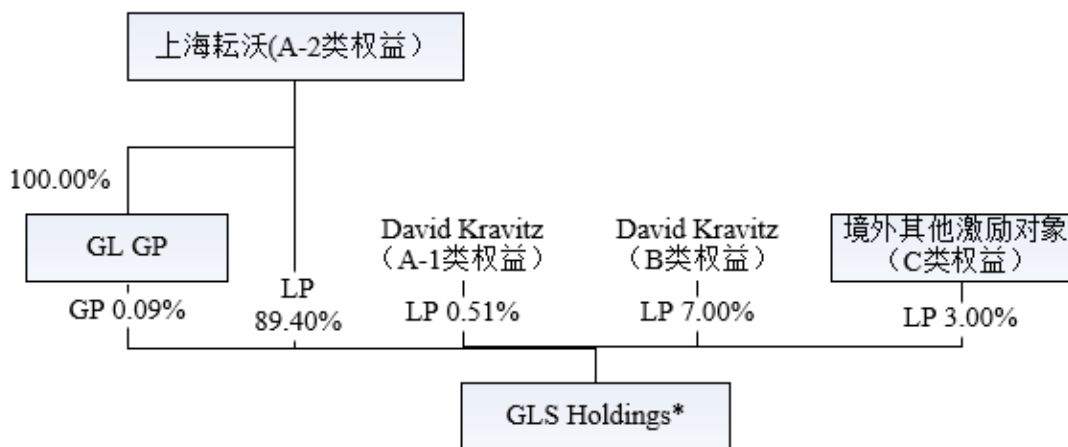 上海耘沃(A-2类权益）
100.00%
GL GP
David Kravitz
（A-1类权益）
David Kravitz
（B类权益）
境外其他激励对象
（C类权益）
GP 0.09%
LP
89.40%
LP 0.51%
LP 7.00%
LP 3.00%
GLS Holdings*